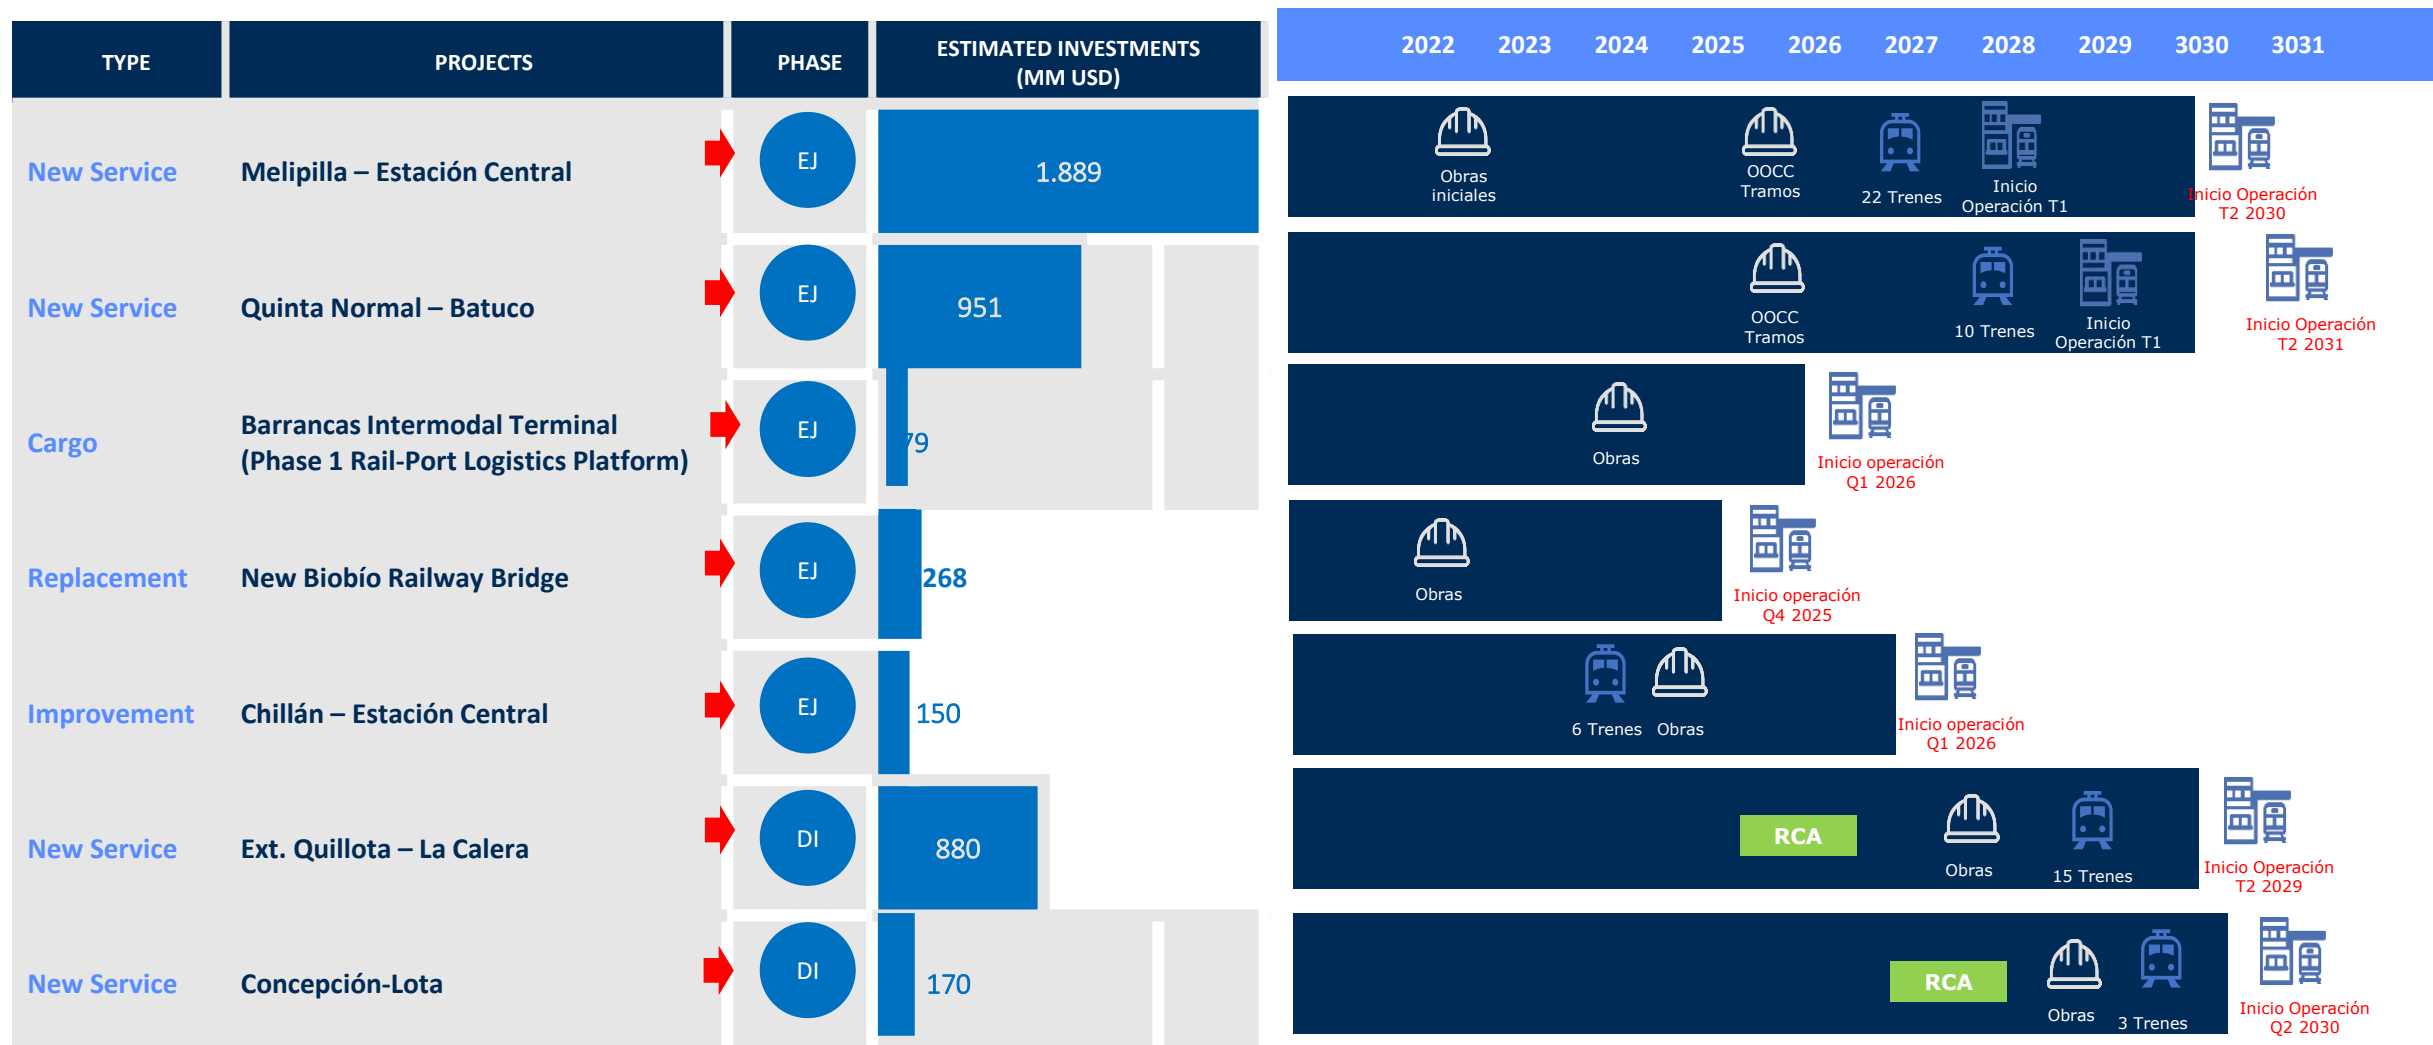 TYPE
PROJECTS
PHASE
ESTIMATED INVESTMENTS
(MM USD)
2022 2023 2024 2025 2026 2027 2028 2029 3030 3031
New Service
Melipilla – Estación Central
EJ
1.889
Obras
iniciales
OOCC
Tramos
22 Trenes
Inicio
Operación T1
Inicio Operación
T2 2030
New Service
Quinta Normal – Batuco
EJ
951
OOCC
Tramos
10 Trenes
Inicio
Operación T1
Inicio Operación
T2 2031
Cargo
Barrancas Intermodal Terminal
(Phase 1 Rail-Port Logistics Platform)
EJ
79
Obras
Inicio operación
Q1 2026
Replacement
New Biobío Railway Bridge
EJ
268
Obras
Inicio operación
Q4 2025
Improvement
Chillán – Estación Central
EJ
150
6 Trenes
Obras
Inicio operación
Q1 2026
New Service
Ext. Quillota – La Calera
DI
880
RCA
Obras
15 Trenes
Inicio Operación
T2 2029
New Service
Concepción-Lota
DI
170
RCA
Obras
3 Trenes
Inicio Operación
Q2 2030